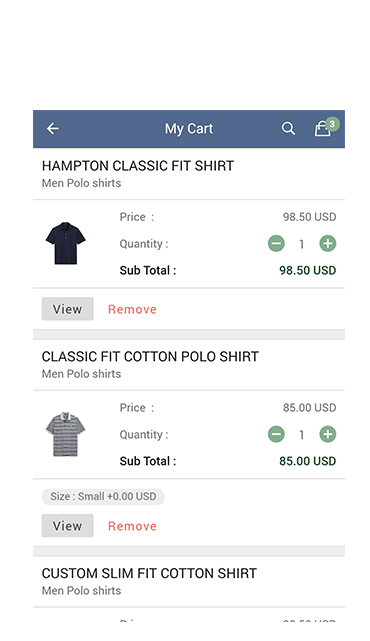 My Cart
3
HAMPTON CLASSIC FIT SHIRT
Men Polo shirts
Price : 98.50 USD
Quantity : 1
Sub Total : 98.50 USD
View Remove
CLASSIC FIT COTTON POLO SHIRT
Men Polo shirts
Price : 85.00 USD
Quantity : 1
Sub Total : 85.00 USD
Size : Small +0.00 USD
View Remove
CUSTOM SLIM FIT COTTON SHIRT
Men Polo shirts